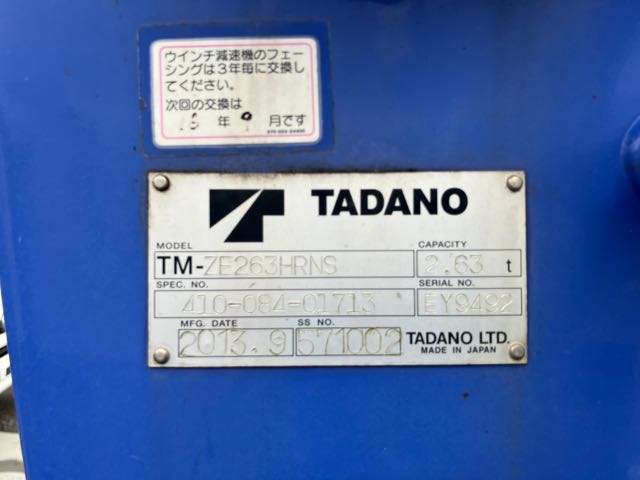 ウインチ減速機のフェー
シングは3年毎に交換し
てください。
次回の交換は
16 年 9 月です
TADANO
MODEL CAPACITY
TM-ZE263HRNS 2.63 t
SPEC. NO. SERIAL NO.
410-084-01713 EY9492
MFG. DATE SS NO.
2013.9 571002 TADANO LTD.
MADE IN JAPAN